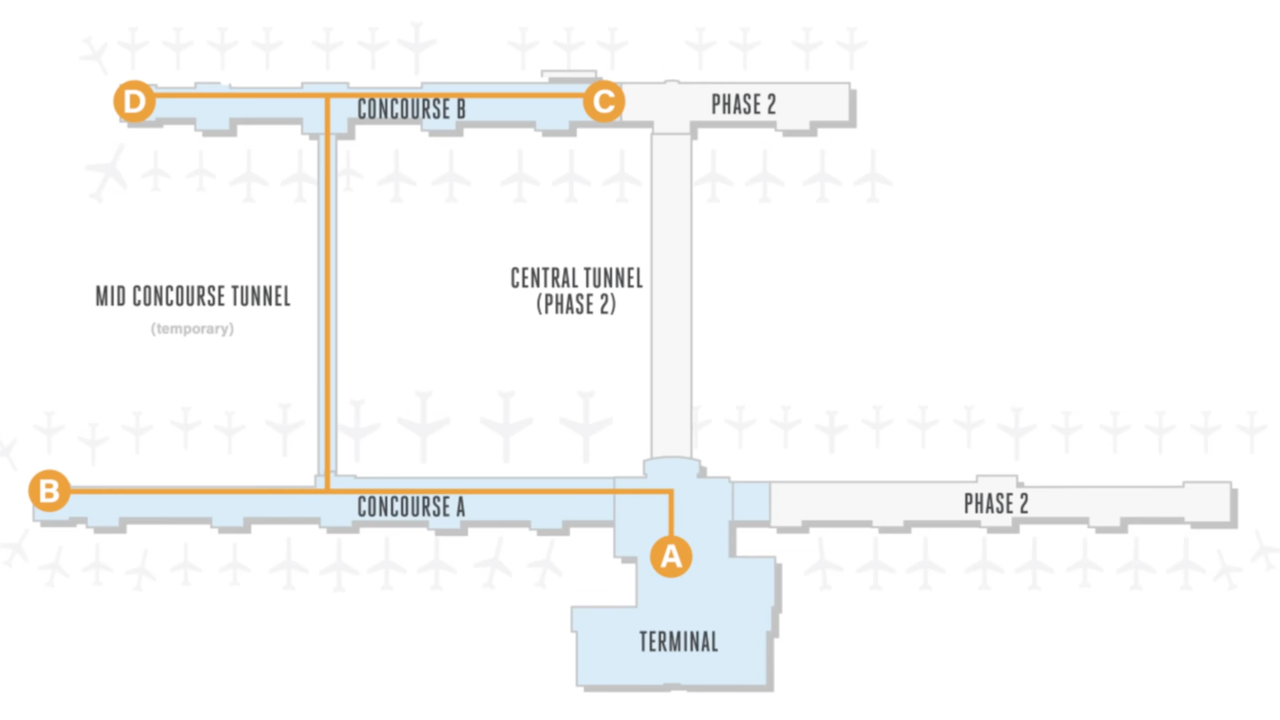 D
CONCOURSE B
C
PHASE 2
MID CONCOURSE TUNNEL
(temporary)
CENTRAL TUNNEL
(PHASE 2)
B
CONCOURSE A
PHASE 2
A
TERMINAL